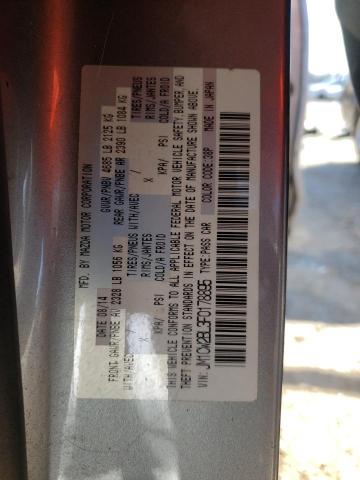 MFD. BY MAZDA MOTOR CORPORATION
DATE 08/14 GVWR/PNBV 4685 LB 2125 KG
FRONT GAWR/PNBE AV 2328 LB 1056 KG REAR GAWR/PNBE AR 2390 LB 1084 KG
WITH/AVEC / WITH/AVEC /
TIRES/PNEUS TIRES/PNEUS
RIMS/JANTES X RIMS/JANTES X
COLD/A FROID KPA/ PSI COLD/A FROID KPA/ PSI
THIS VEHICLE CONFORMS TO ALL APPLICABLE FEDERAL MOTOR VEHICLE SAFETY, BUMPER, AND
THEFT PREVENTION STANDARDS IN EFFECT ON THE DATE OF MANUFACTURE SHOWN ABOVE.
MADE IN JAPAN
VIN: TYPE: PASS CAR COLOR CODE: 38P